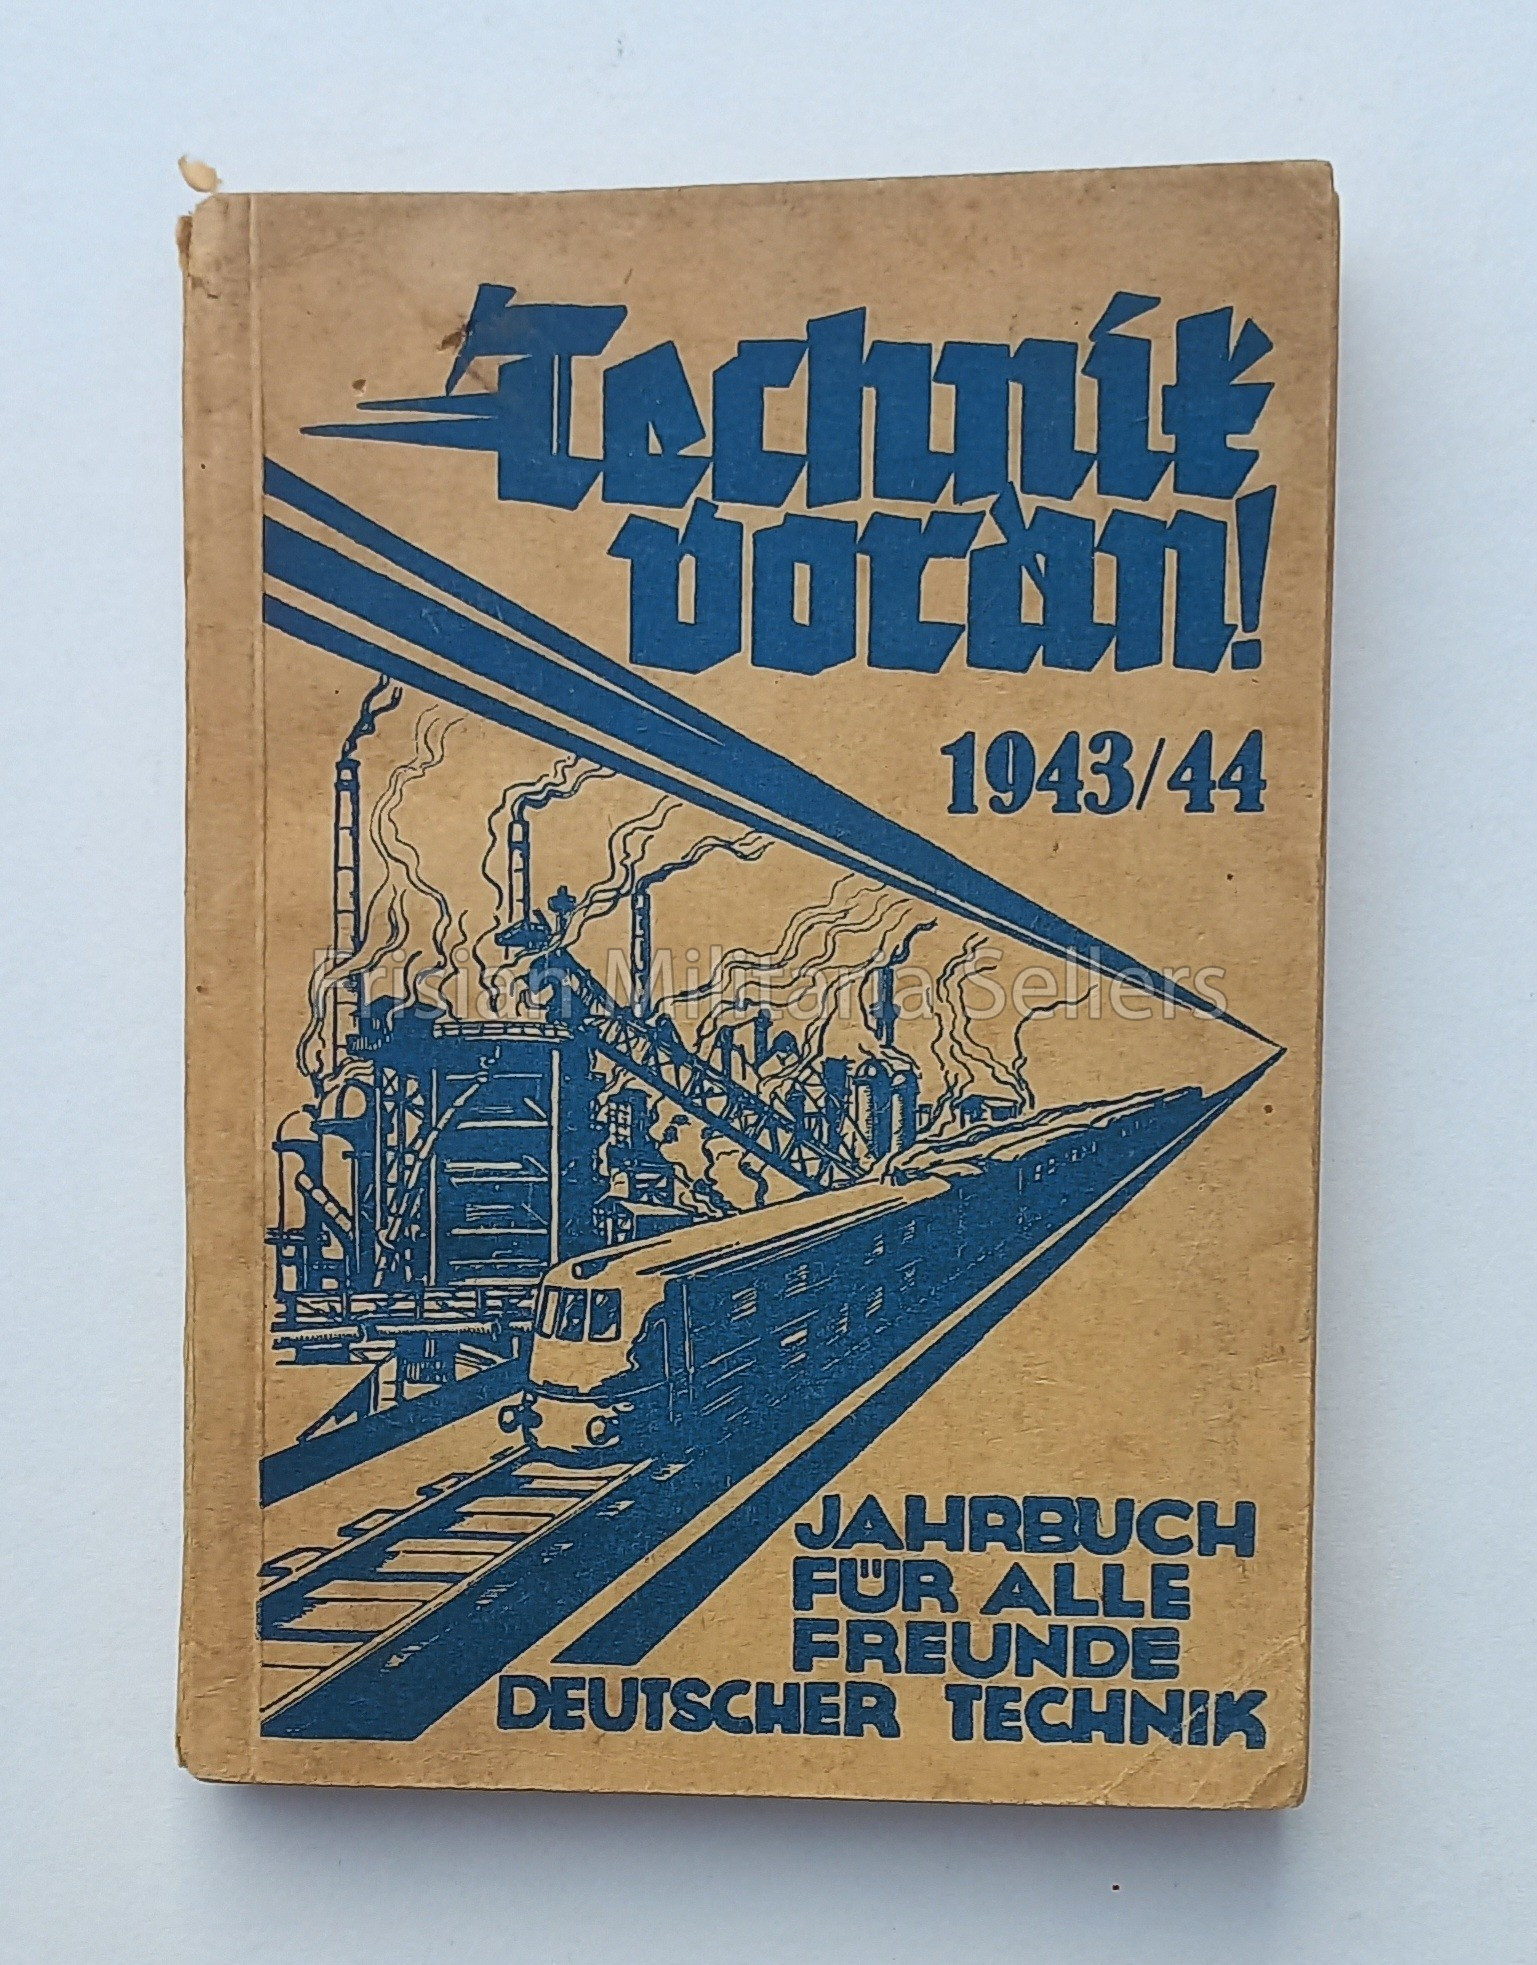 Technik
voran!
1943/44
Frisian Militaria Sellers
JAHRBUCH
FÜR ALLE
FREUNDE
DEUTSCHER TECHNIK